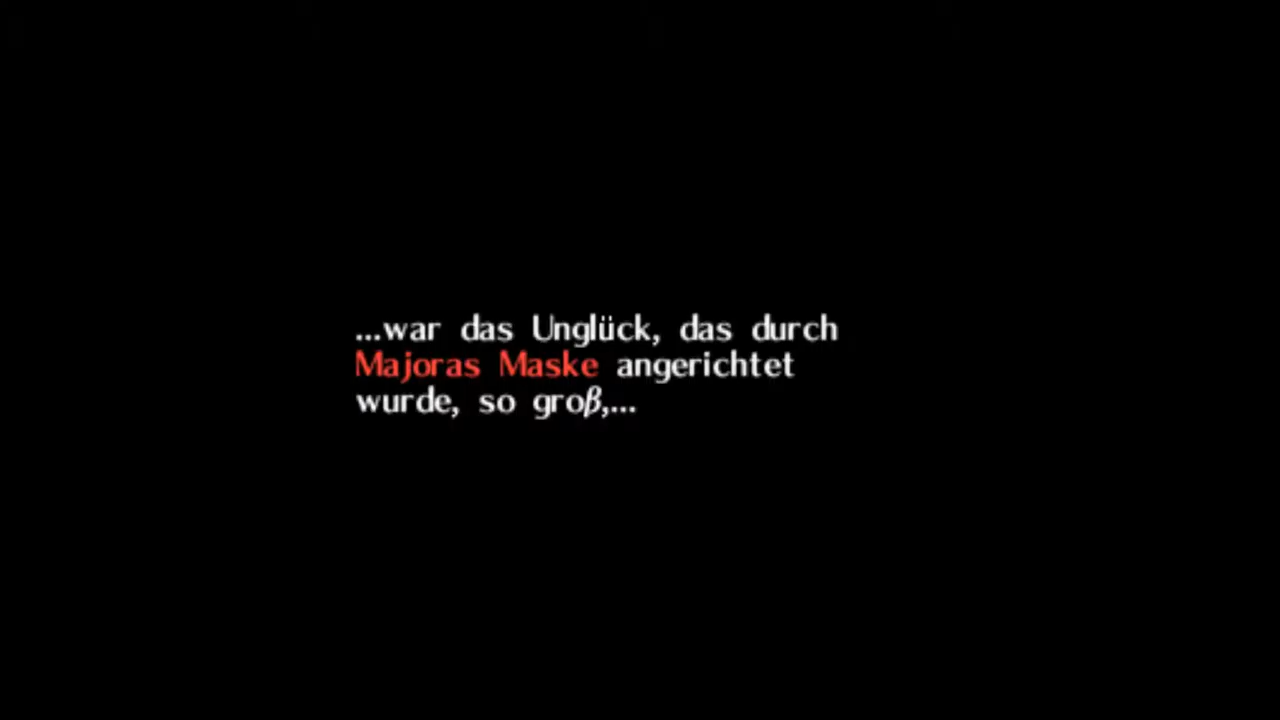 ...war das Unglück, das durch
Majoras Maske angerichtet
wurde, so groß,...